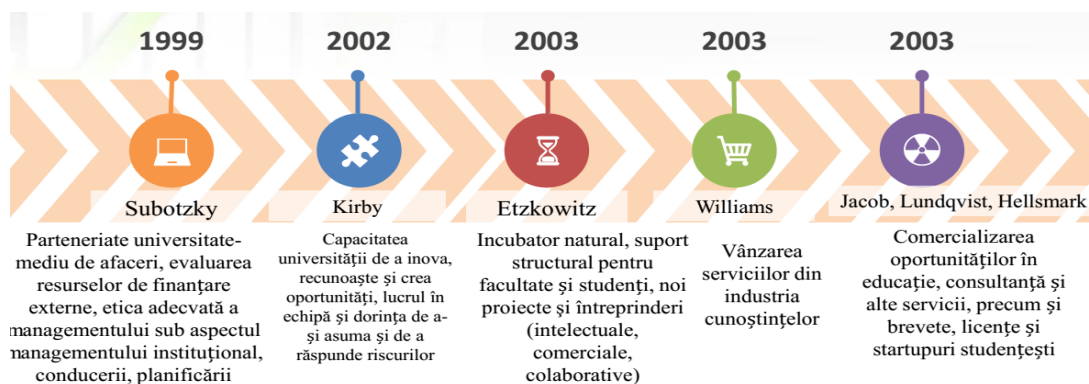 1999
2002
2003
2003
2003
Subotzky
Kirby
Etzkowitz
Williams
Jacob, Lundqvist, Hellsmark
Parteneriate universitate-
mediu de afaceri, evaluarea
resurselor de finanțare
externe, etica adecvată a
managementului sub aspectul
managementului instituțional,
conducerii, planificării
Capacitatea
universității de a inova,
recunoaște și crea
oportunități, lucrul în
echipă și dorința de a-
și asuma și de a
răspunde riscurilor
Incubator natural, suport
structural pentru
facultate și studenți, noi
proiecte și întreprinderi
(intelectuale,
comerciale,
colaborative)
Vânzarea
serviciilor din
industria
cunoștințelor
Comercializarea
oportunităților în
educație, consultanță și
alte servicii, precum și
brevete, licențe și
startupuri studențești